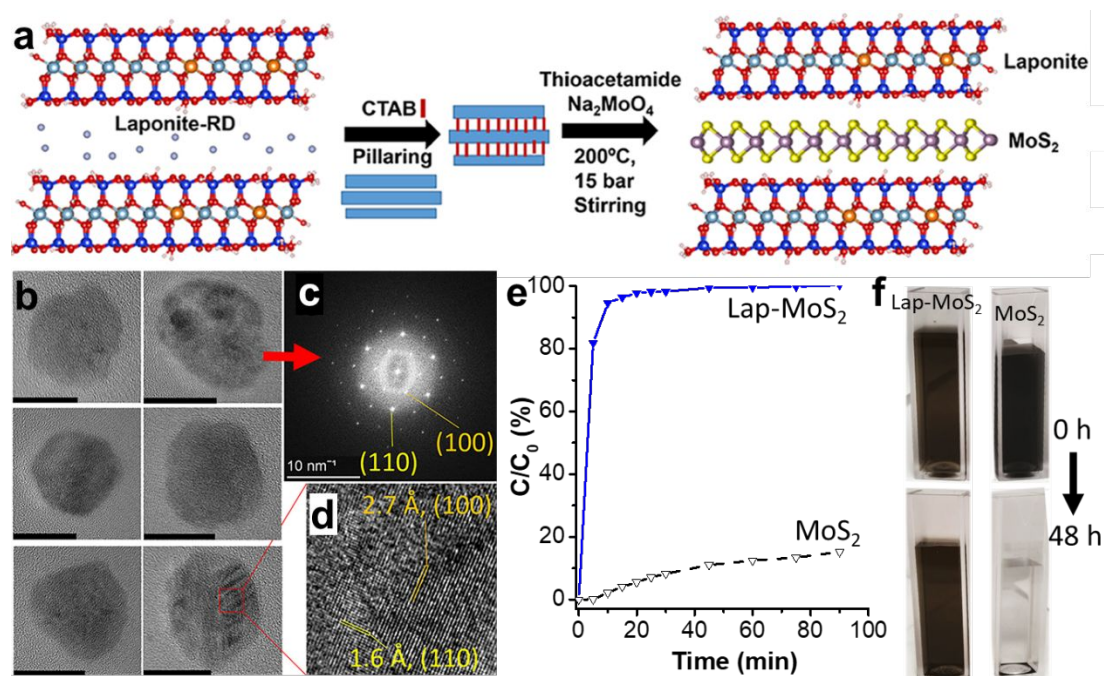 a
Laponite-RD
CTAB
Pillaring
Thioacetamide
Na₂MoO₄
200ºC,
15 bar
Stirring
Laponite
MoS₂
b
c
(100)
(110)
10 nm⁻¹
d
2.7 Å, (100)
1.6 Å, (110)
e
C/C₀ (%)
100
80
60
40
20
0
Lap-MoS₂
MoS₂
0 20 40 60 80 100
Time (min)
f
Lap-MoS₂
MoS₂
0 h
48 h